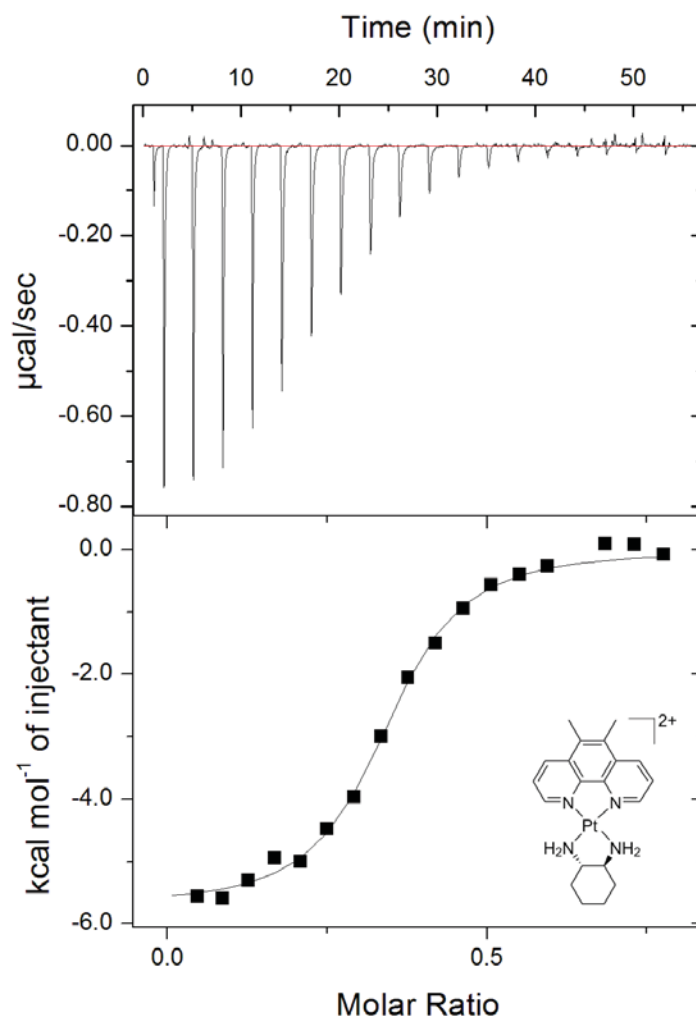 Time (min)
0 10 20 30 40 50
0.00
-0.20
-0.40
-0.60
-0.80
µcal/sec
0.0
-2.0
-4.0
-6.0
kcal mol⁻¹ of injectant
2+
N N
Pt
H₂N NH₂
0.0 0.5
Molar Ratio